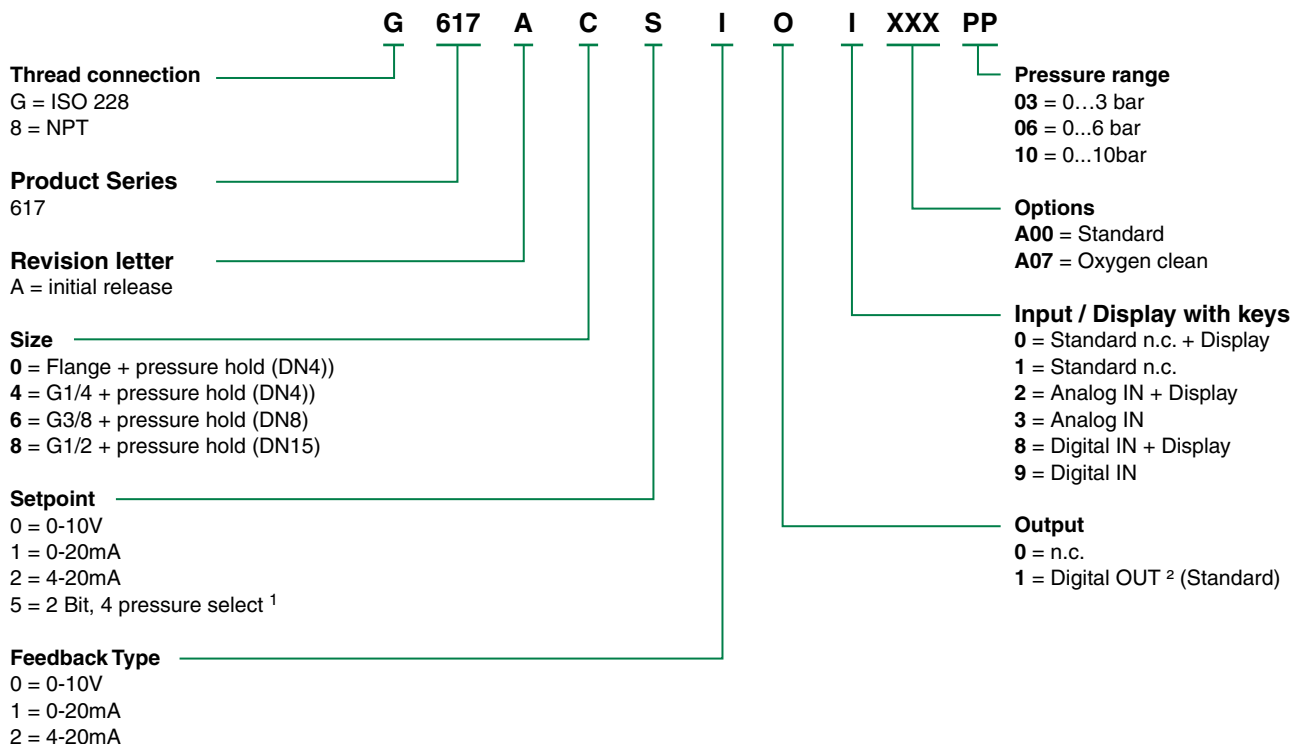 G 617 A C S I O I XXX PP
Thread connection
G = ISO 228
8 = NPT
Product Series
617
Revision letter
A = initial release
Size
0 = Flange + pressure hold (DN4))
4 = G1/4 + pressure hold (DN4))
6 = G3/8 + pressure hold (DN8)
8 = G1/2 + pressure hold (DN15)
Setpoint
0 = 0-10V
1 = 0-20mA
2 = 4-20mA
5 = 2 Bit, 4 pressure select ¹
Feedback Type
0 = 0-10V
1 = 0-20mA
2 = 4-20mA
Pressure range
03 = 0…3 bar
06 = 0...6 bar
10 = 0...10bar
Options
A00 = Standard
A07 = Oxygen clean
Input / Display with keys
0 = Standard n.c. + Display
1 = Standard n.c.
2 = Analog IN + Display
3 = Analog IN
8 = Digital IN + Display
9 = Digital IN
Output
0 = n.c.
1 = Digital OUT ² (Standard)